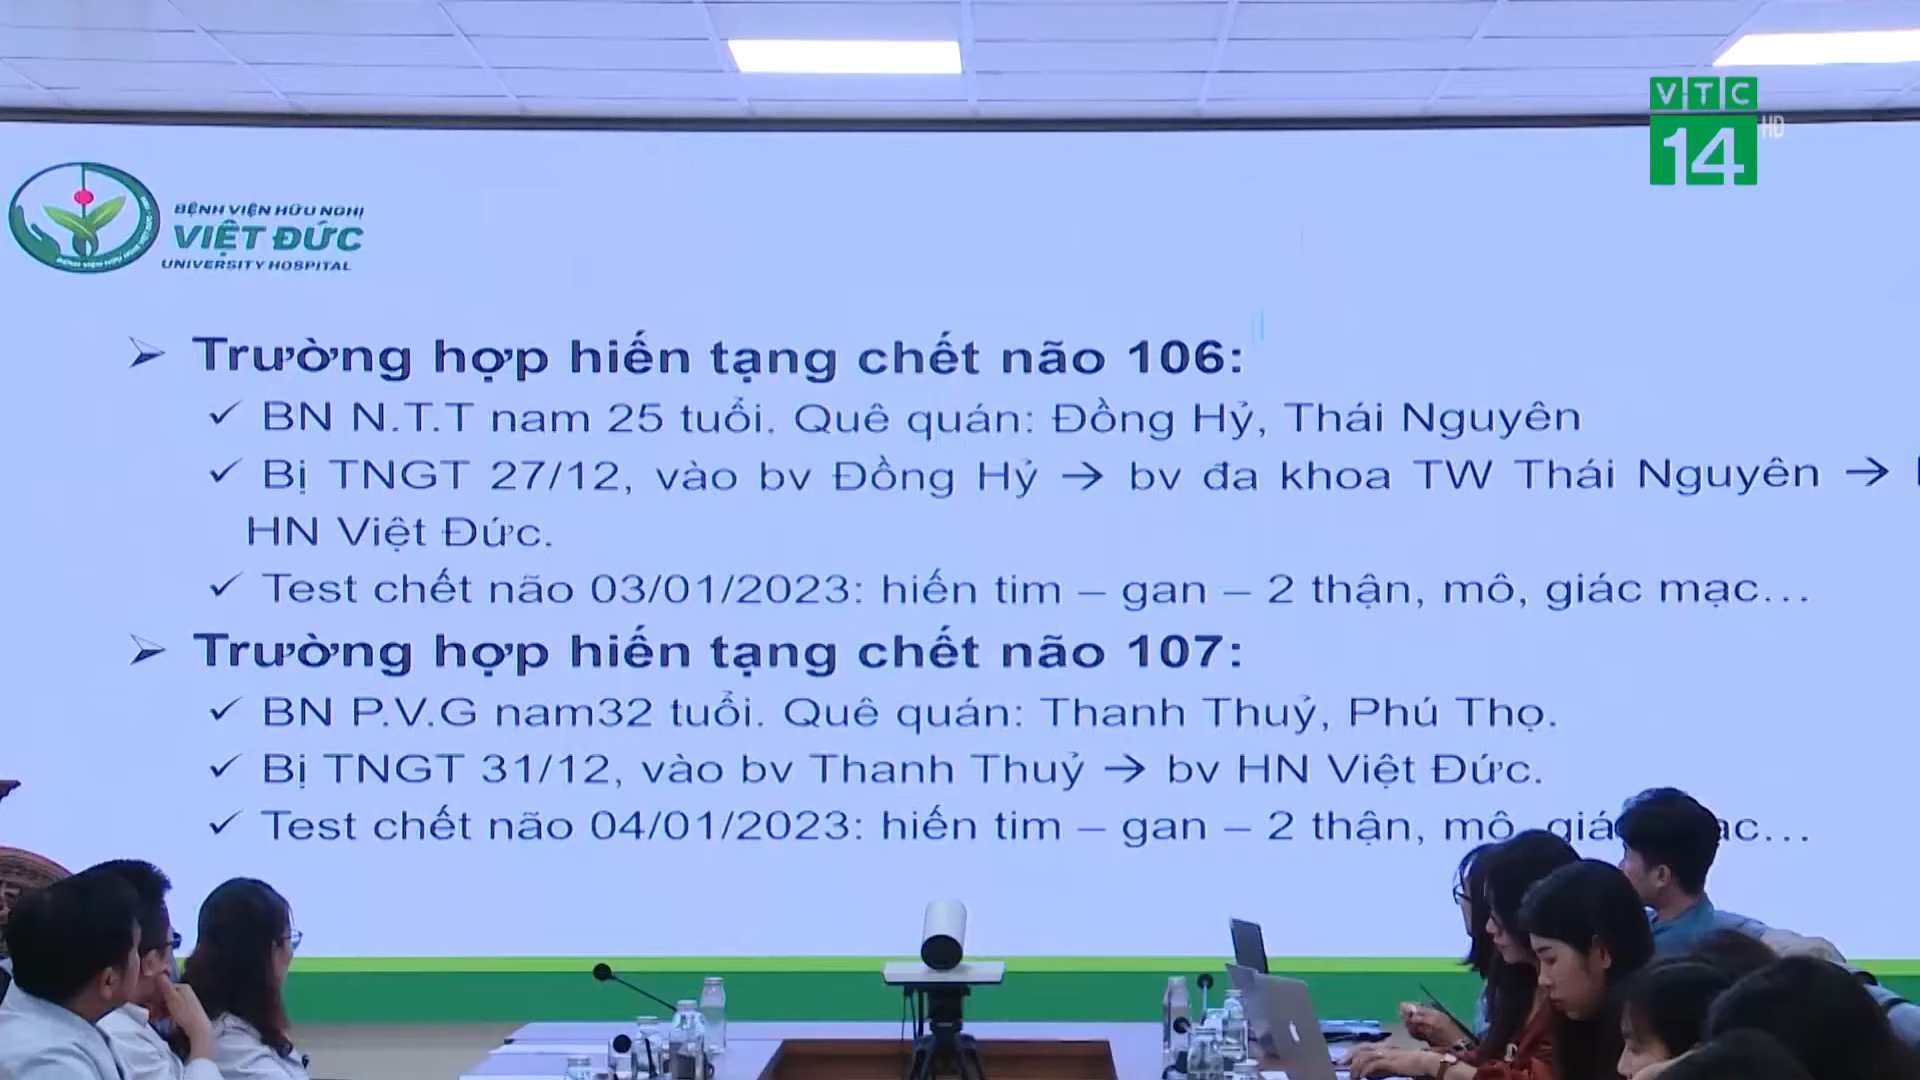 VTC
14 HD
BỆNH VIỆN HỮU NGHỊ
VIỆT ĐỨC
UNIVERSITY HOSPITAL
Trường hợp hiến tạng chết não 106:
BN N.T.T nam 25 tuổi. Quê quán: Đồng Hỷ, Thái Nguyên
Bị TNGT 27/12, vào bv Đồng Hỷ → bv đa khoa TW Thái Nguyên →
HN Việt Đức.
Test chết não 03/01/2023: hiến tim – gan – 2 thận, mô, giác mạc...
Trường hợp hiến tạng chết não 107:
BN P.V.G nam32 tuổi. Quê quán: Thanh Thuỷ, Phú Thọ.
Bị TNGT 31/12, vào bv Thanh Thuỷ → bv HN Việt Đức.
Test chết não 04/01/2023: hiến tim – gan – 2 thận, mô,